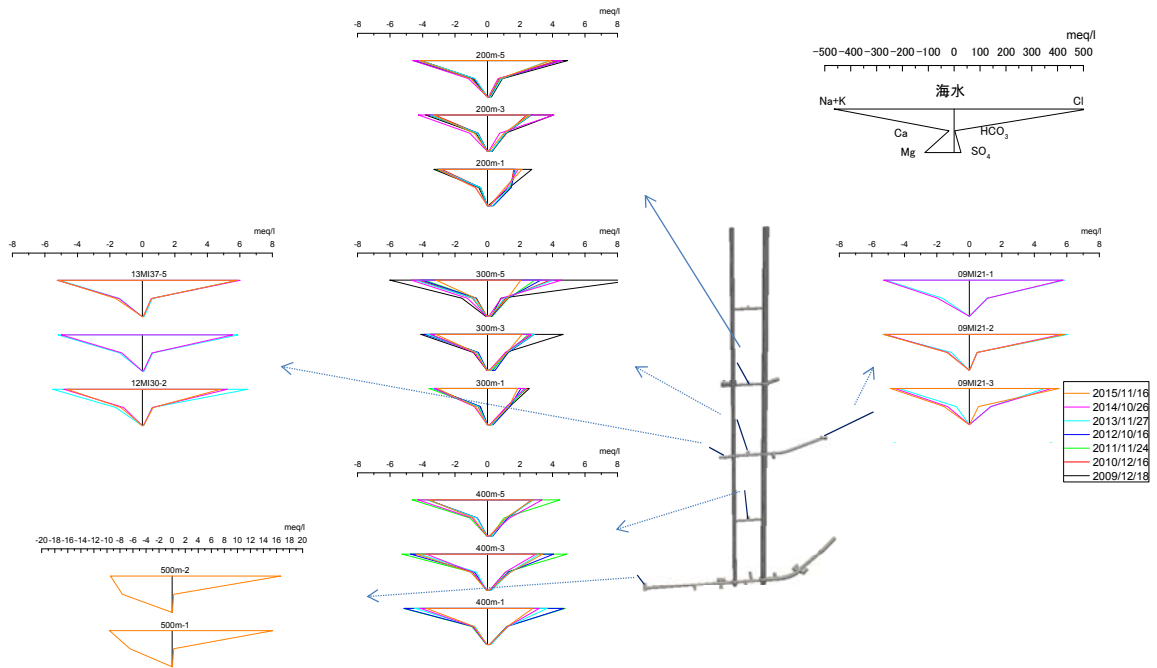 meq/l
-8 -6 -4 -2 0 2 4 6 8
200m-5
200m-3
200m-1
meq/l
-500 -400 -300 -200 -100 0 100 200 300 400 500
海水
Na+K Cl
Ca HCO3
Mg SO4
meq/l
-8 -6 -4 -2 0 2 4 6 8
13MI37-5
12MI30-2
meq/l
-8 -6 -4 -2 0 2 4 6 8
300m-5
300m-3
300m-1
meq/l
-8 -6 -4 -2 0 2 4 6 8
09MI21-1
09MI21-2
09MI21-3
2015/11/16
2014/10/26
2013/11/27
2012/10/16
2011/11/24
2010/12/16
2009/12/18
meq/l
-8 -6 -4 -2 0 2 4 6 8
400m-5
400m-3
400m-1
meq/l
-20 -18 -16 -14 -12 -10 -8 -6 -4 -2 0 2 4 6 8 10 12 14 16 18 20
500m-2
500m-1